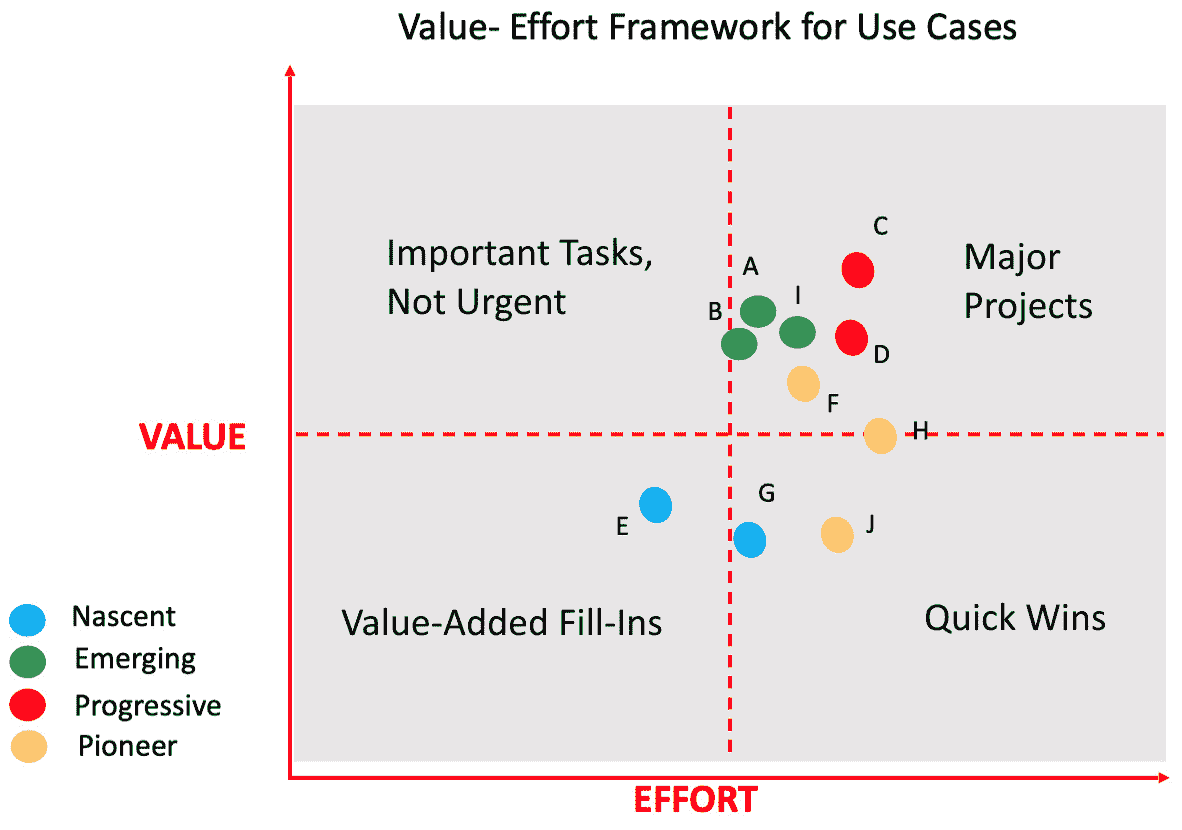 Value- Effort Framework for Use Cases
C
Important Tasks,
Not Urgent
A
Major
Projects
I
B
D
F
VALUE
H
G
E
J
Nascent
Value-Added Fill-Ins
Quick Wins
Emerging
Progressive
Pioneer
EFFORT